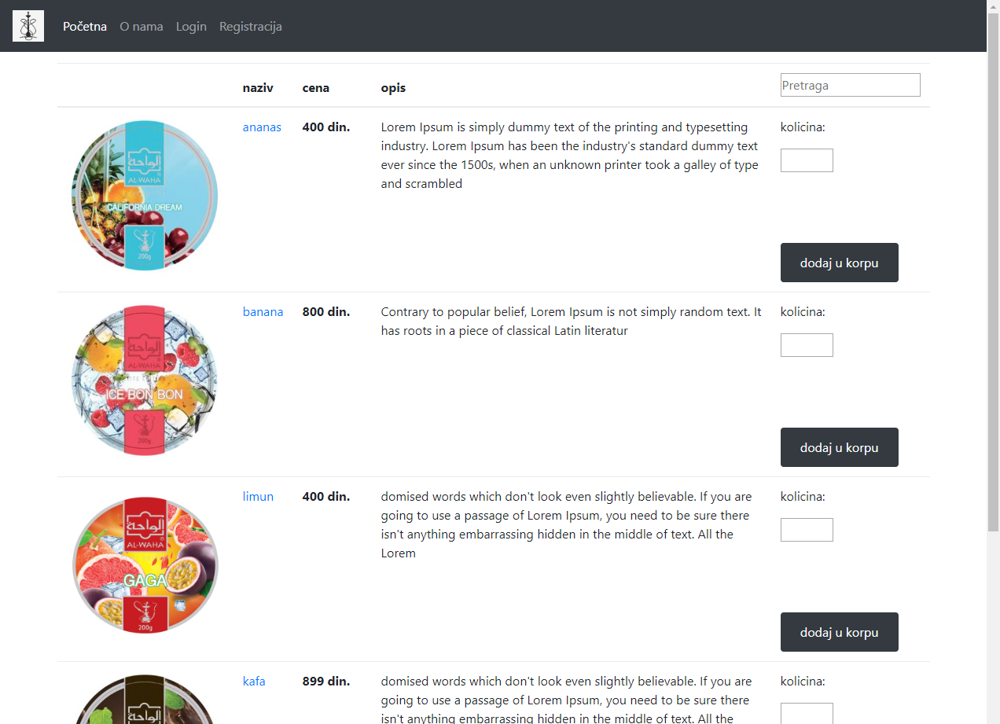 Početna O nama Login Registracija
naziv cena opis Pretraga
الواحة
AL-WAHA
CALIFORNIA DREAM
200g
ananas 400 din.
Lorem Ipsum is simply dummy text of the printing and typesetting
industry. Lorem Ipsum has been the industry's standard dummy text
ever since the 1500s, when an unknown printer took a galley of type
and scrambled
kolicina:
dodaj u korpu
الواحة
AL-WAHA
ICE BON BON
200g
banana 800 din.
Contrary to popular belief, Lorem Ipsum is not simply random text. It
has roots in a piece of classical Latin literatur
kolicina:
dodaj u korpu
الواحة
AL-WAHA
GAGA
200g
limun 400 din.
domised words which don't look even slightly believable. If you are
going to use a passage of Lorem Ipsum, you need to be sure there
isn't anything embarrassing hidden in the middle of text. All the
Lorem
kolicina:
dodaj u korpu
الواحة
kafa 899 din.
domised words which don't look even slightly believable. If you are
going to use a passage of Lorem Ipsum, you need to be sure there
isn't anything embarrassing hidden in the middle of text. All the
kolicina: